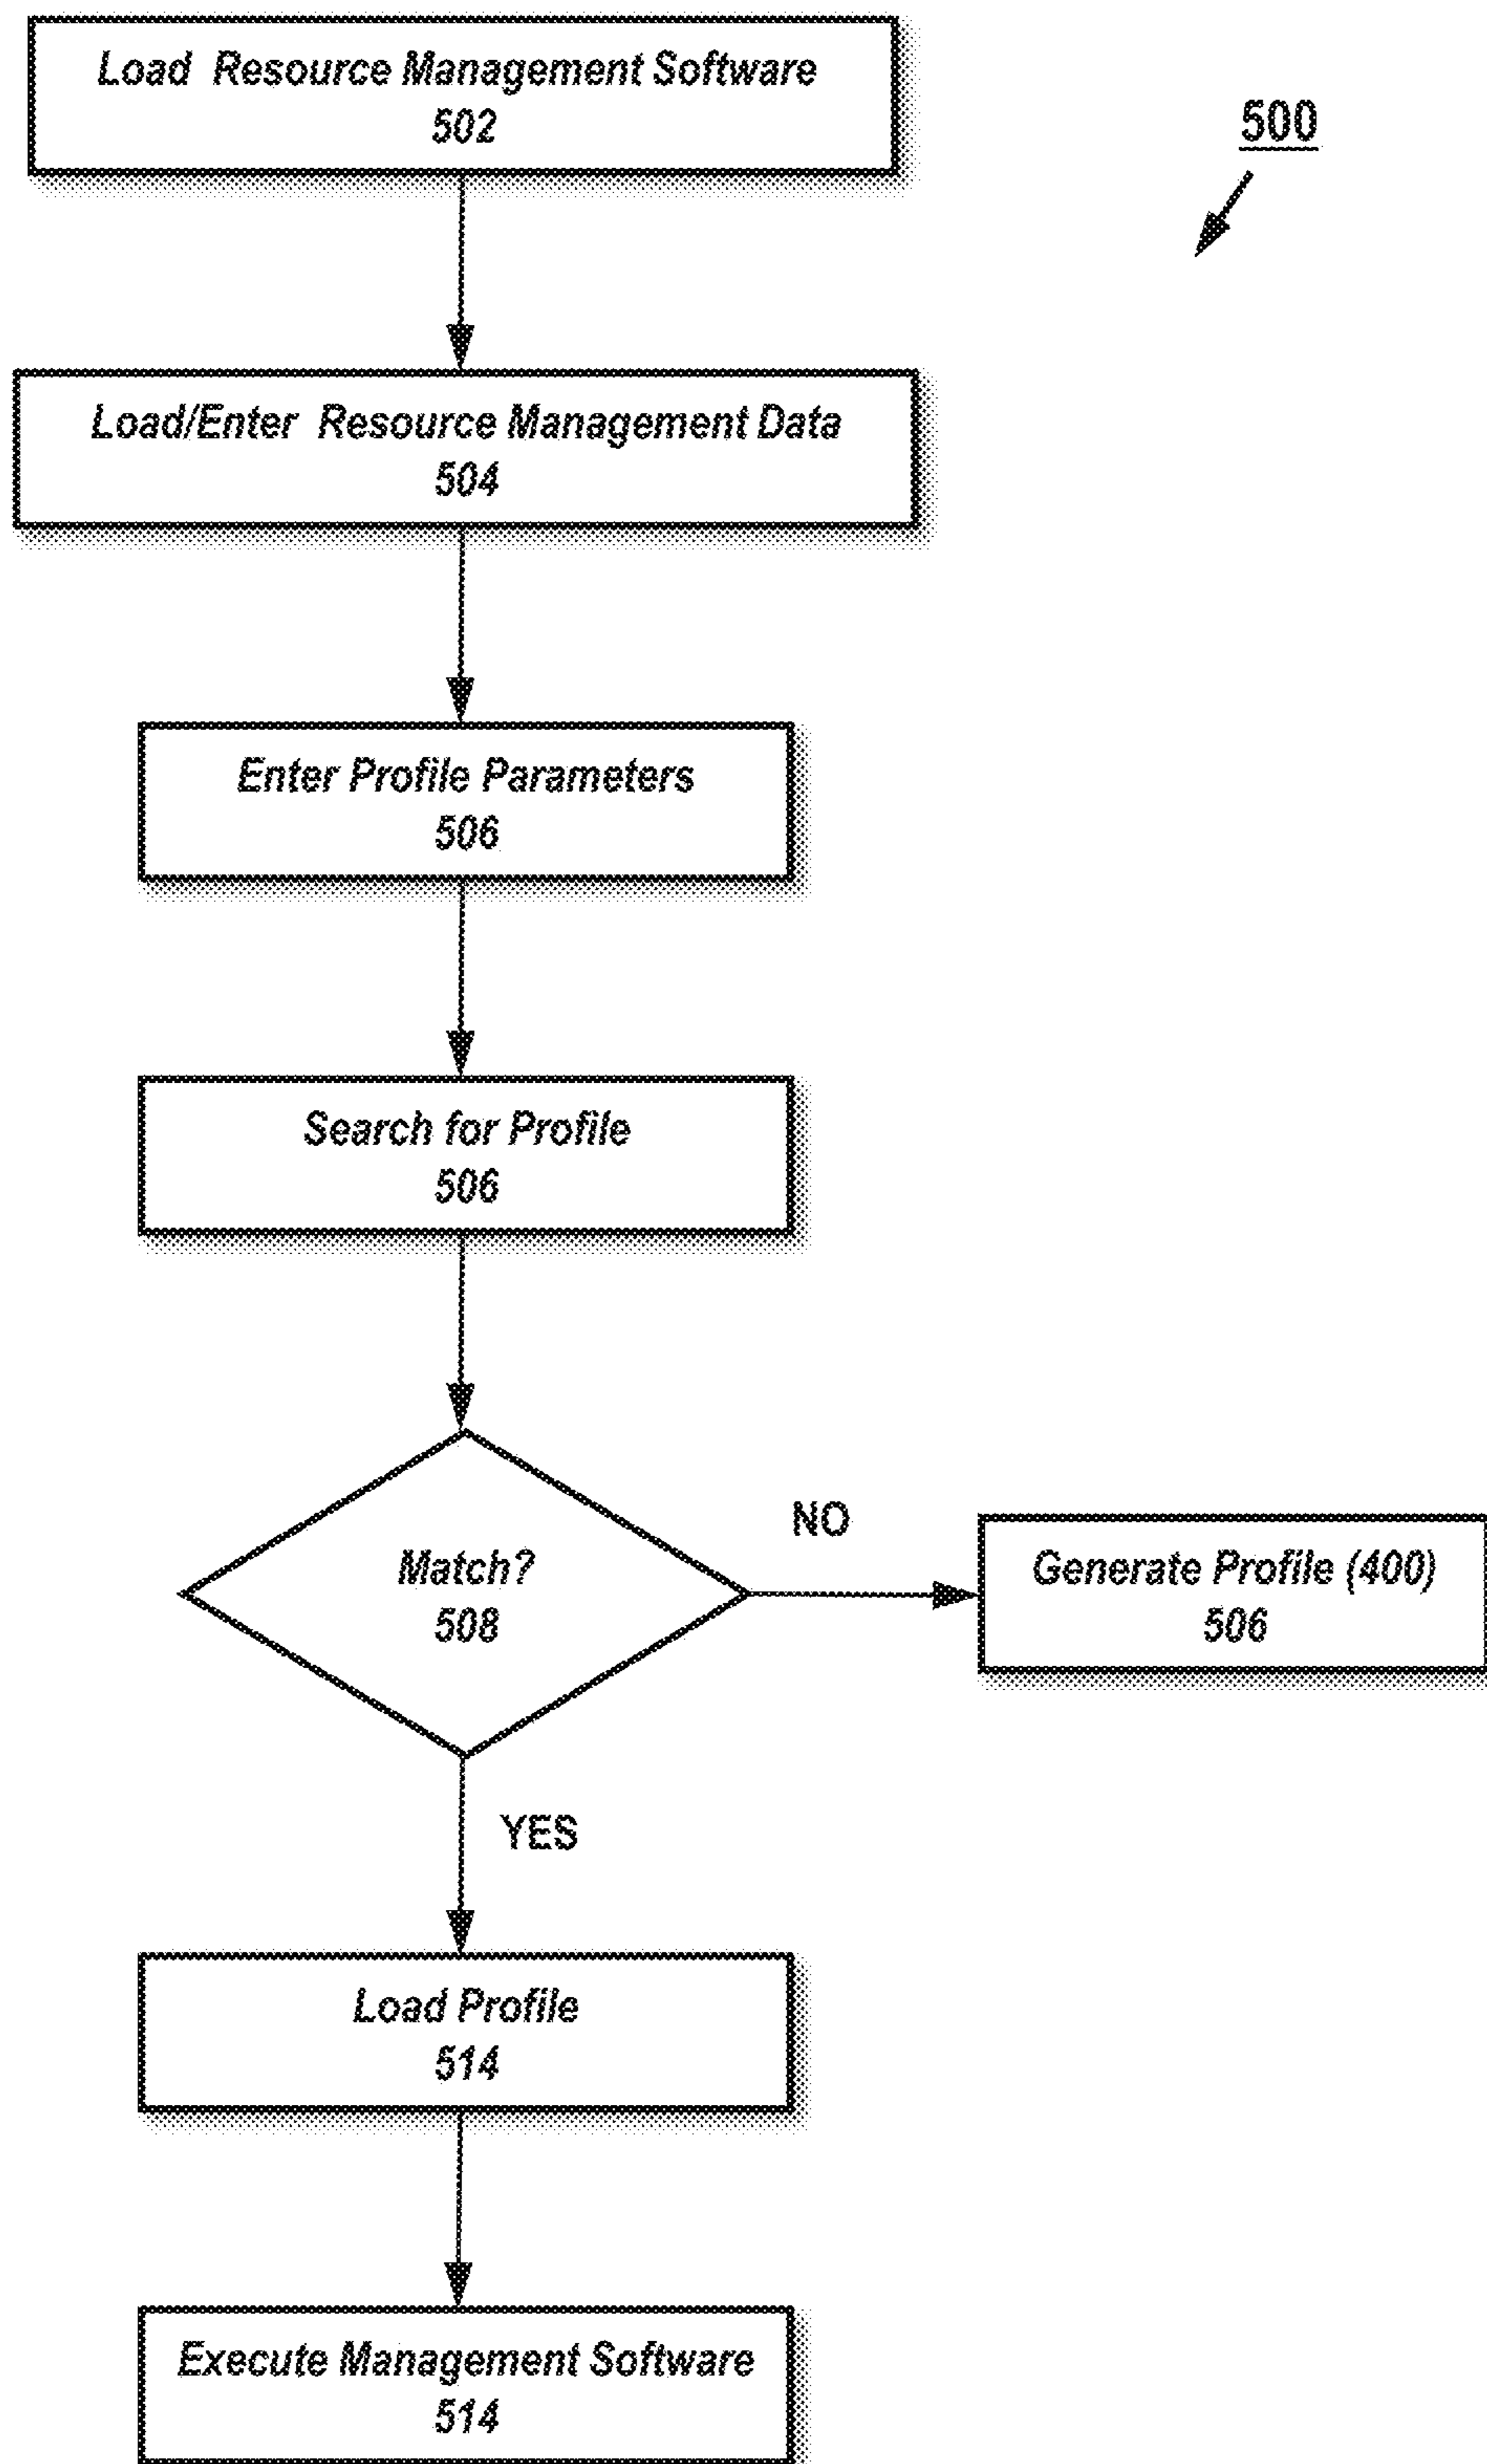 Load Resource Management Software
502
500
Load/Enter Resource Management Data
504
Enter Profile Parameters
506
Search for Profile
506
Match?
508
NO
Generate Profile (400)
506
YES
Load Profile
514
Execute Management Software
514